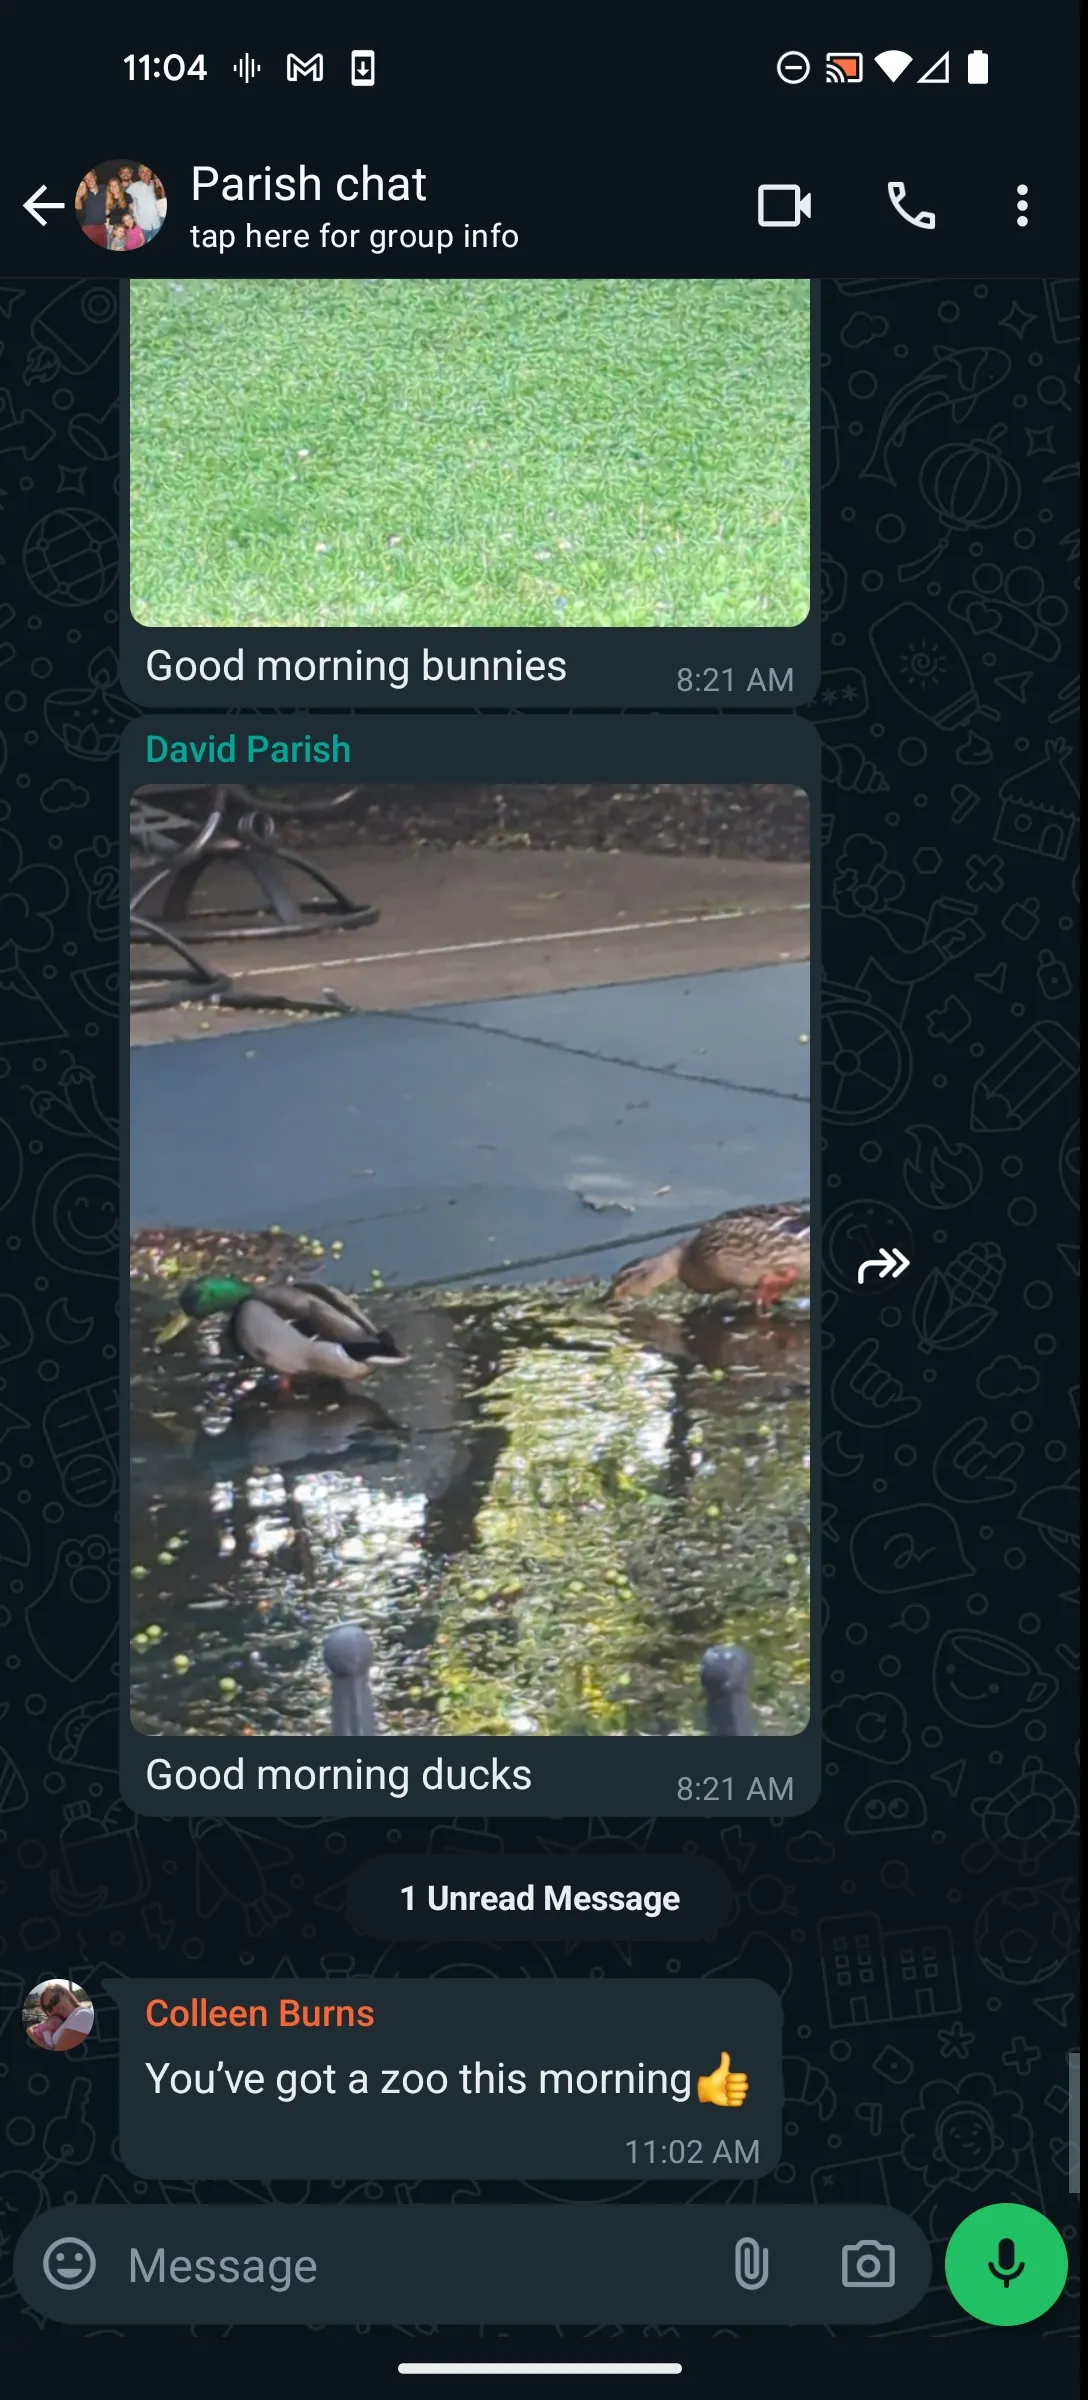 11:04
Parish chat
tap here for group info
Good morning bunnies
8:21 AM
David Parish
Good morning ducks
8:21 AM
1 Unread Message
Colleen Burns
You’ve got a zoo this morning👍
11:02 AM
Message